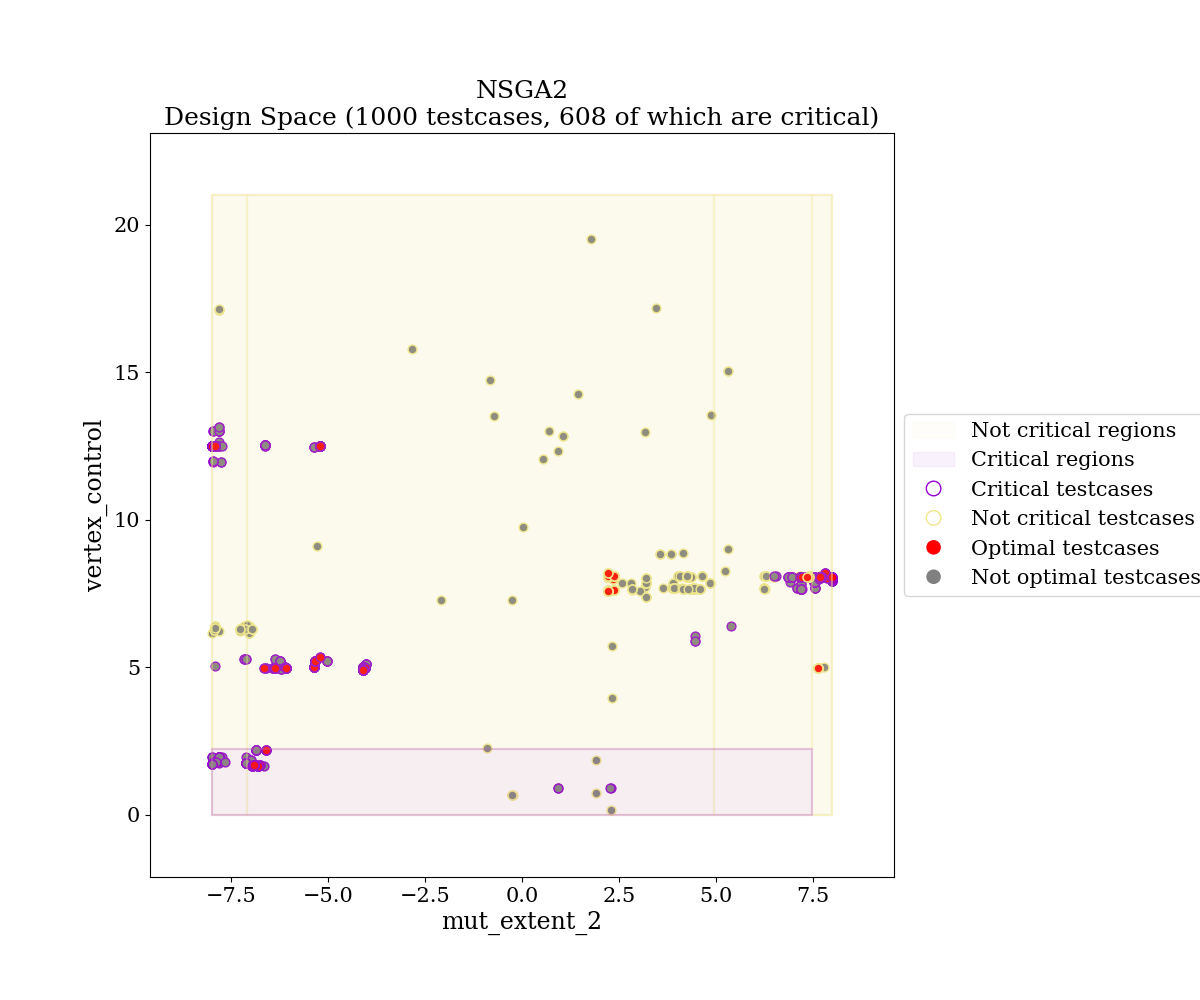 NSGA2
Design Space (1000 testcases, 608 of which are critical)
vertex_control
20
15
10
5
0
−7.5
−5.0
−2.5
0.0
2.5
5.0
7.5
mut_extent_2
Not critical regions
Critical regions
Critical testcases
Not critical testcases
Optimal testcases
Not optimal testcases